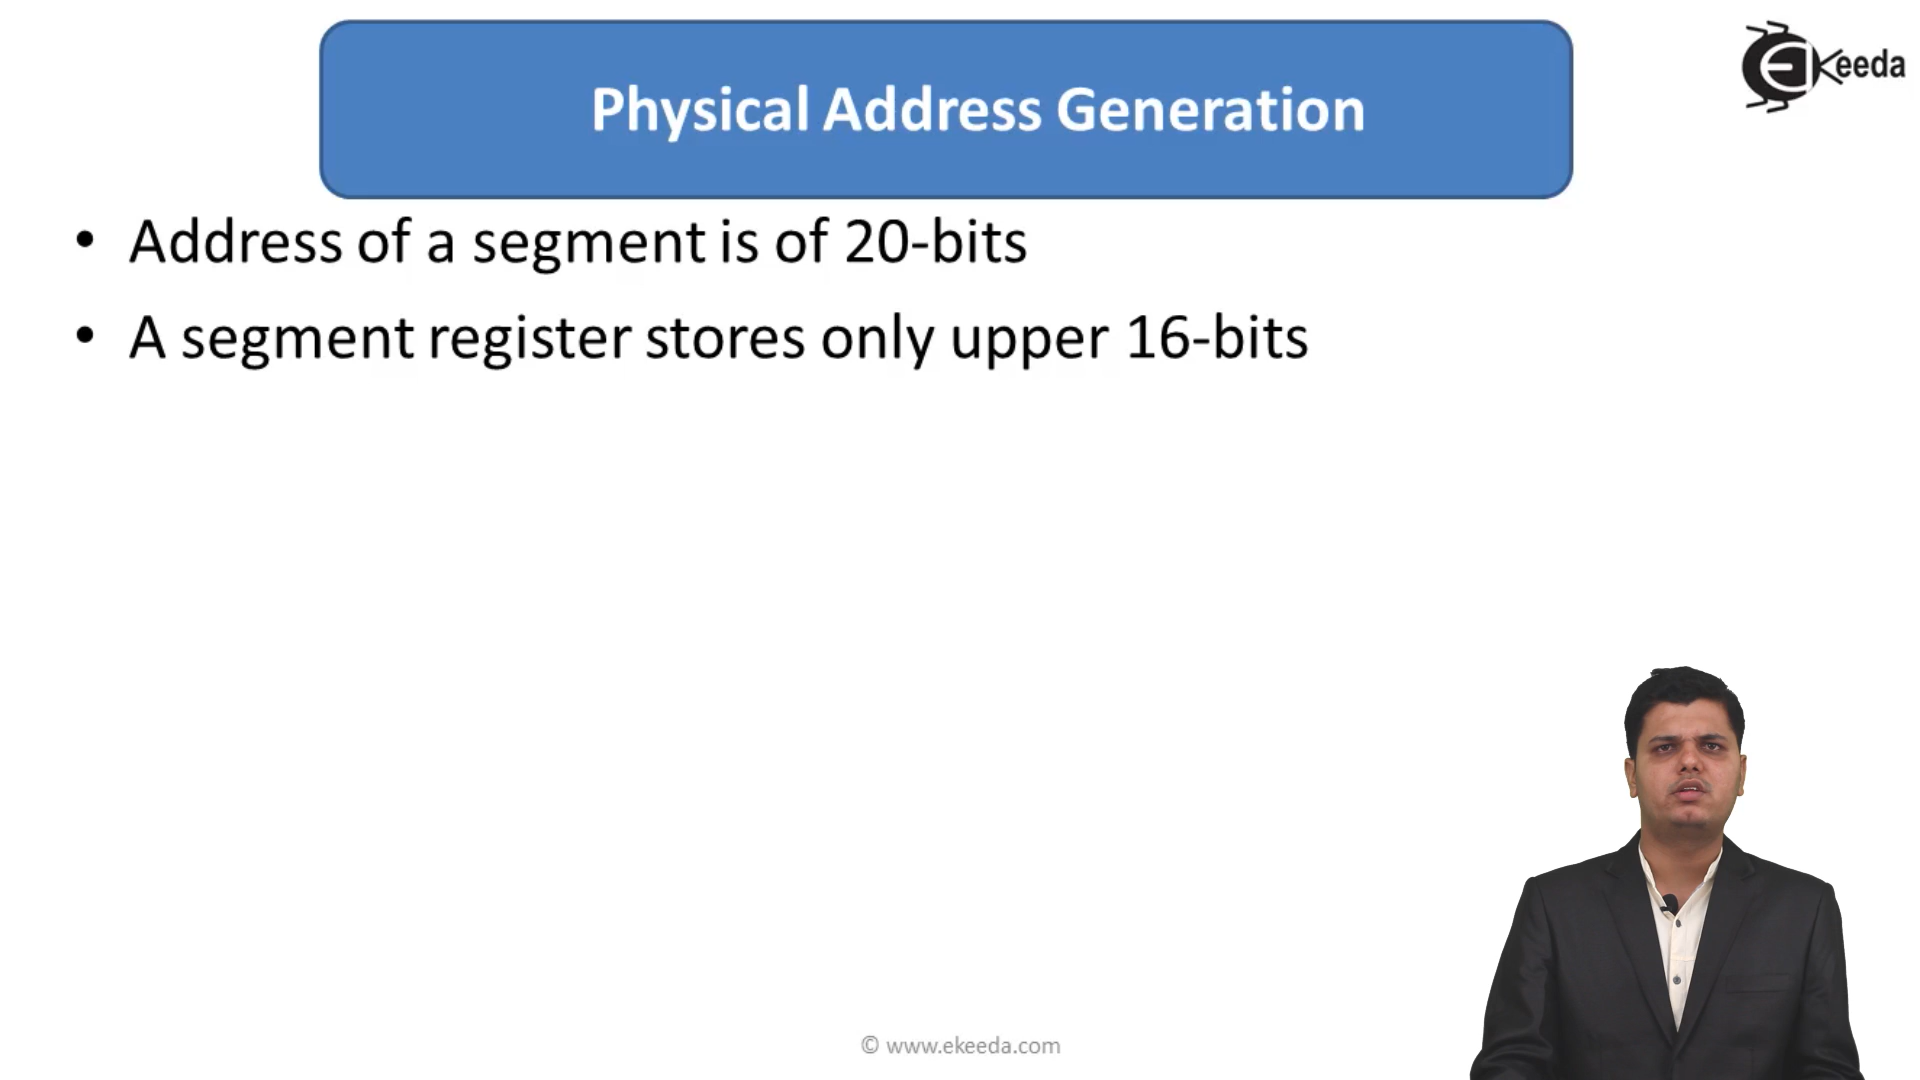 Physical Address Generation
Ekeeda
• Address of a segment is of 20-bits
• A segment register stores only upper 16-bits
© www.ekeeda.com